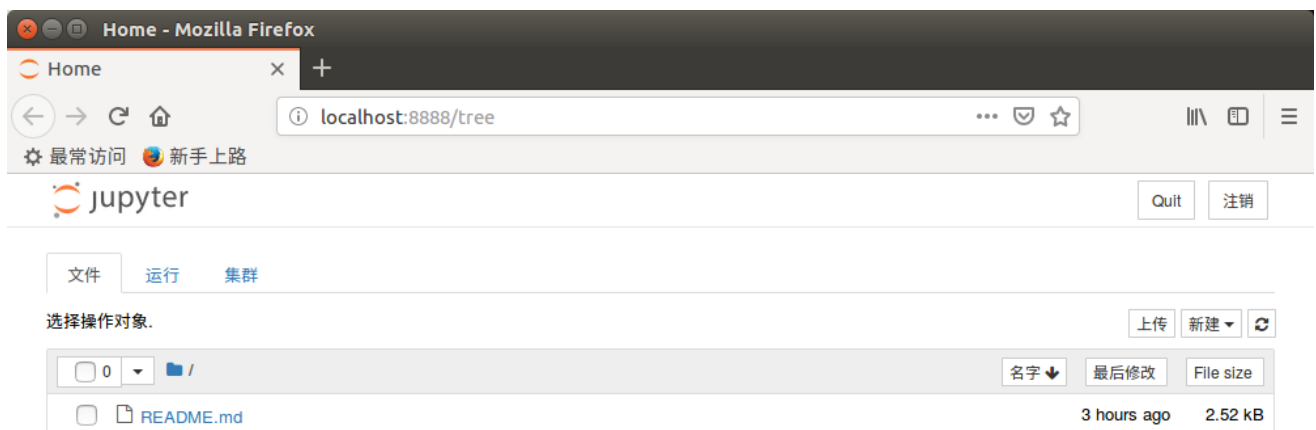 Home - Mozilla Firefox
Home
localhost:8888/tree
最常访问 新手上路
jupyter Quit 注销
文件 运行 集群
选择操作对象. 上传 新建
0 / 名字 最后修改 File size
README.md 3 hours ago 2.52 kB